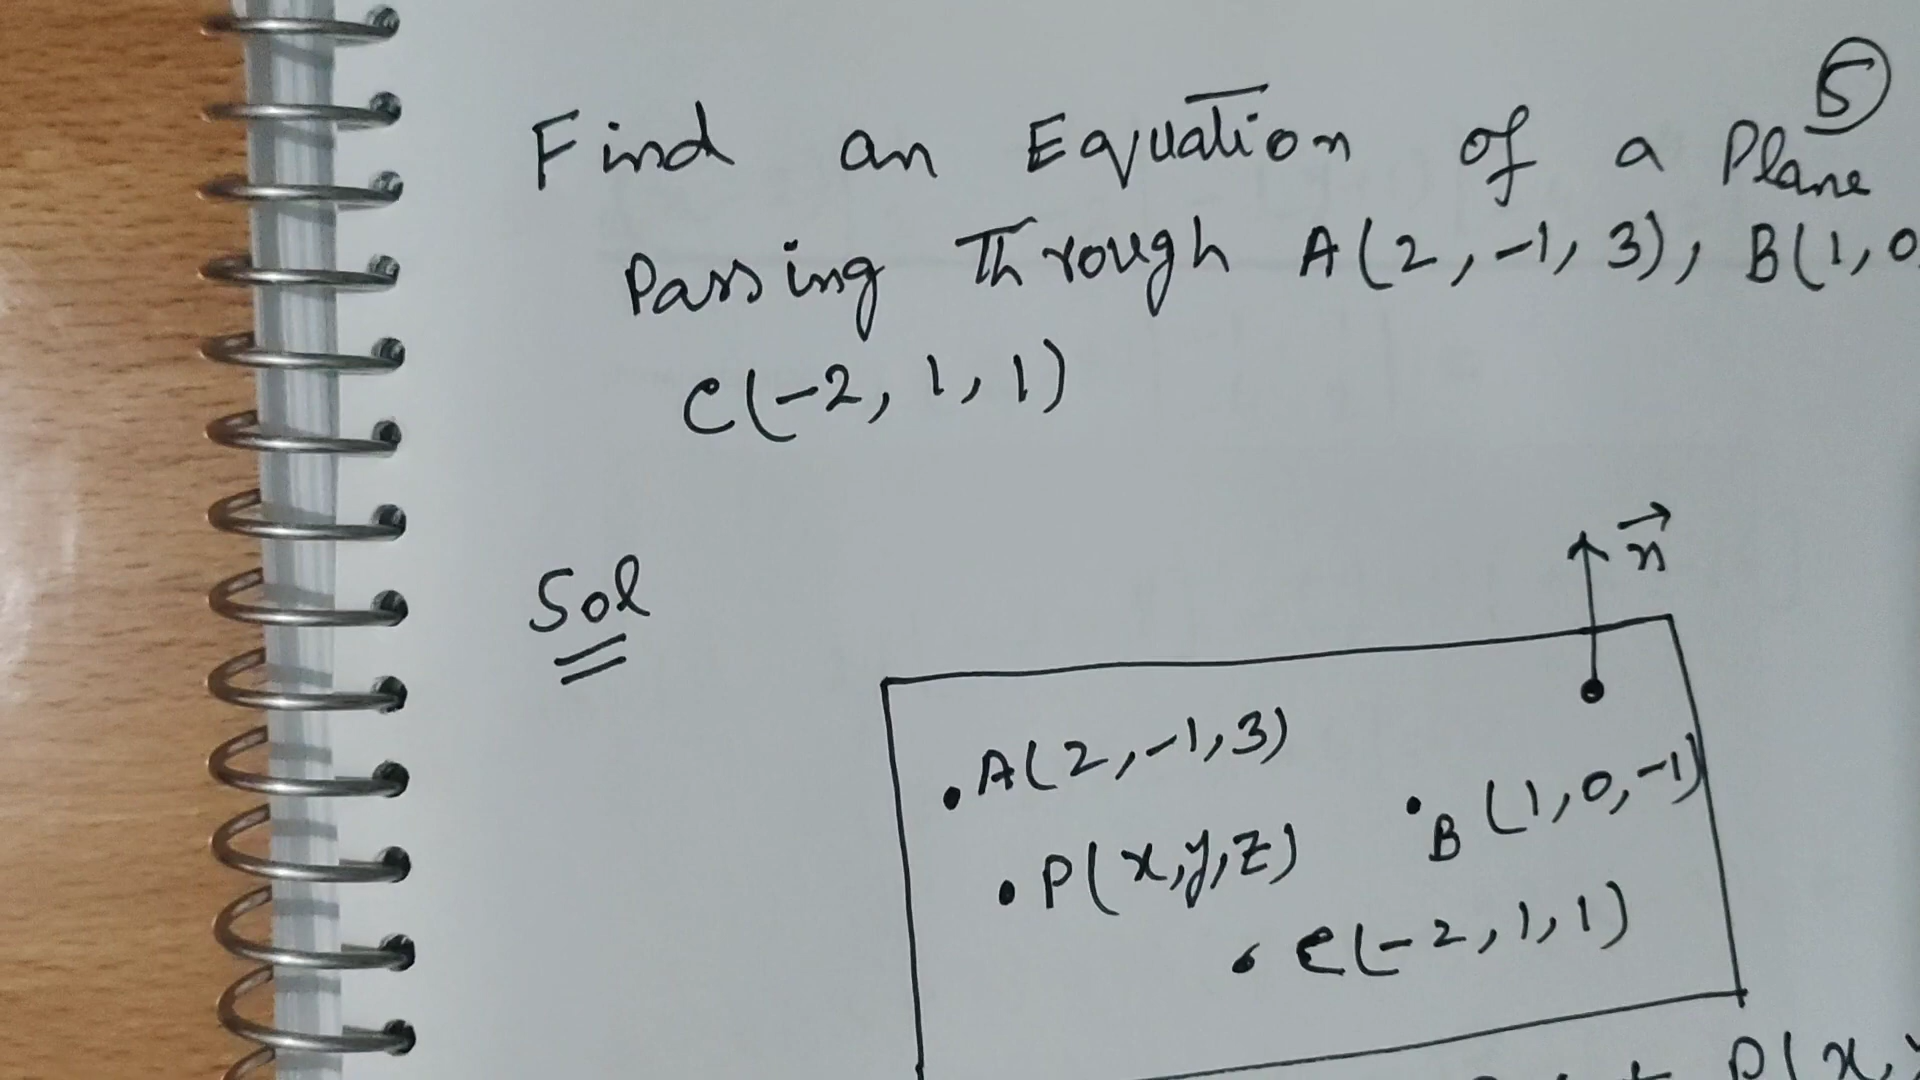 5
Find an Equation of a Plane
Passing Through A(2, -1, 3), B(1, 0
C(-2, 1, 1)
Sol
n
A(2, -1, 3)
B(1, 0, -1)
P(x, y, z)
C(-2, 1, 1)
P(x,